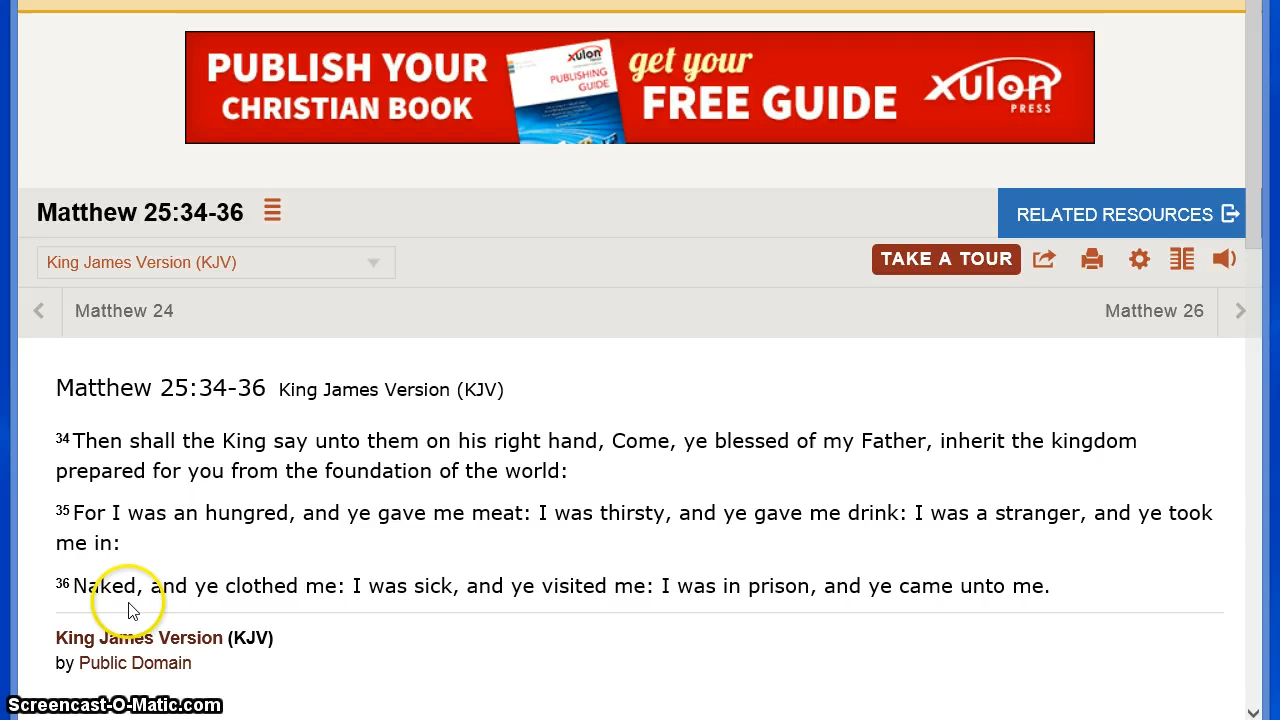 PUBLISH YOUR
CHRISTIAN BOOK
xulon
PUBLISHING
GUIDE
get your
FREE GUIDE
xulon
PRESS
Matthew 25:34-36
RELATED RESOURCES
King James Version (KJV)
TAKE A TOUR
Matthew 24
Matthew 26
Matthew 25:34-36 King James Version (KJV)
34 Then shall the King say unto them on his right hand, Come, ye blessed of my Father, inherit the kingdom
prepared for you from the foundation of the world:
35 For I was an hungred, and ye gave me meat: I was thirsty, and ye gave me drink: I was a stranger, and ye took
me in:
36 Naked, and ye clothed me: I was sick, and ye visited me: I was in prison, and ye came unto me.
King James Version (KJV)
by Public Domain
Screencast-O-Matic.com